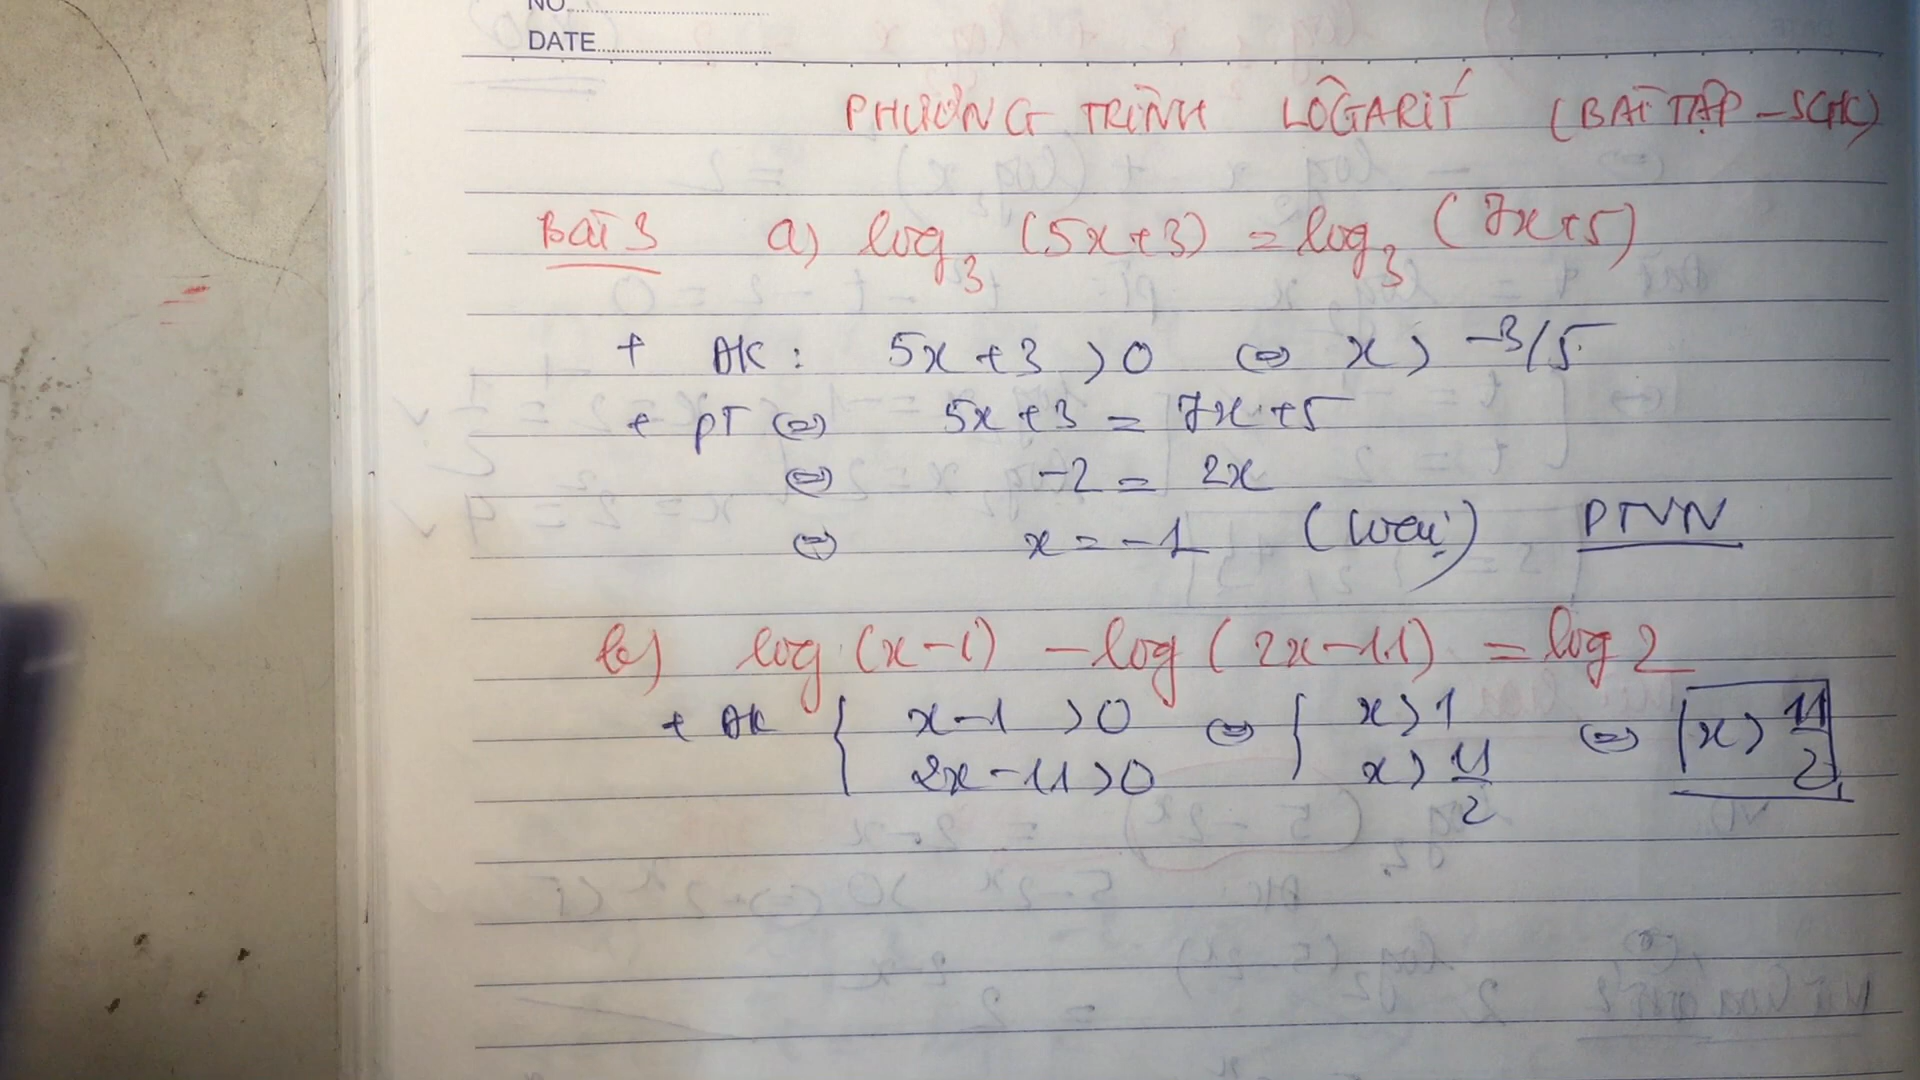 NO.
DATE
PHƯƠNG TRÌNH LÔGARIT (BÀI TẬP - SGK)
Bài 3 a) log₃ (5x+3) = log₃ (7x+5)
+ ĐK: 5x+3 > 0 ⇔ x > -3/5
+ PT ⇔ 5x+3 = 7x+5
⇔ -2 = 2x
⇔ x = -1 (loại) PTVN
b) log (x-1) - log (2x-11) = log 2
+ ĐK { x-1 > 0 ⇔ { x > 1 ⇔ x > 11/2
2x-11 > 0 x > 11/2